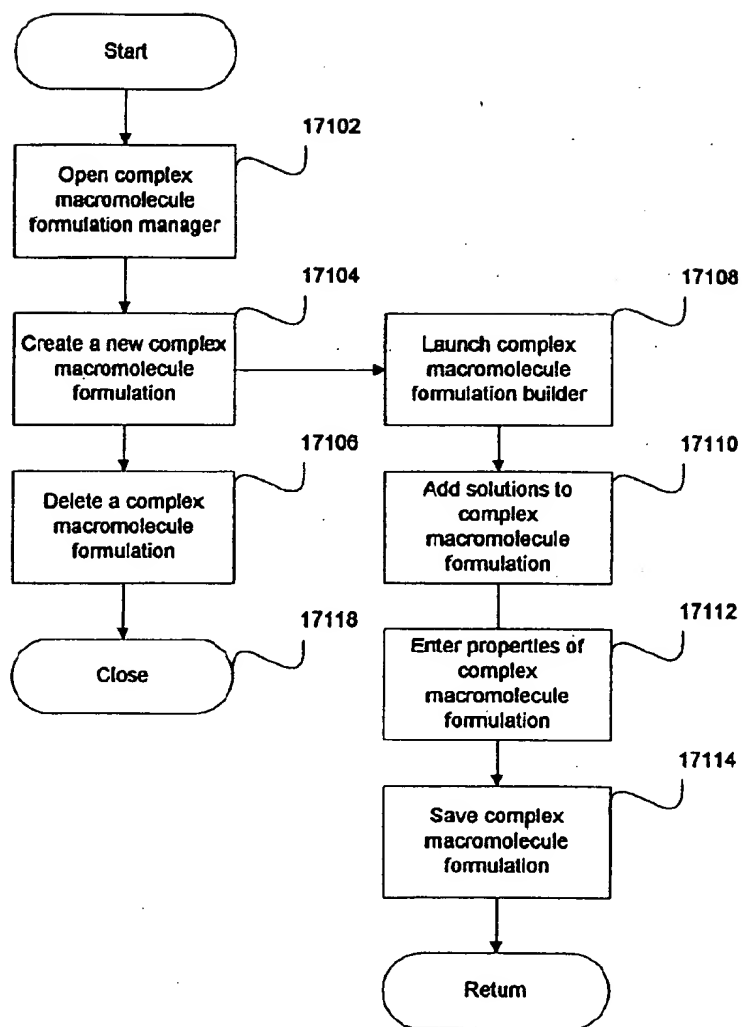 Start
17102
Open complex
macromolecule
formulation manager
17104
Create a new complex
macromolecule
formulation
17106
Delete a complex
macromolecule
formulation
17118
Close
17108
Launch complex
macromolecule
formulation builder
17110
Add solutions to
complex
macromolecule
formulation
17112
Enter properties of
complex
macromolecule
formulation
17114
Save complex
macromolecule
formulation
Return